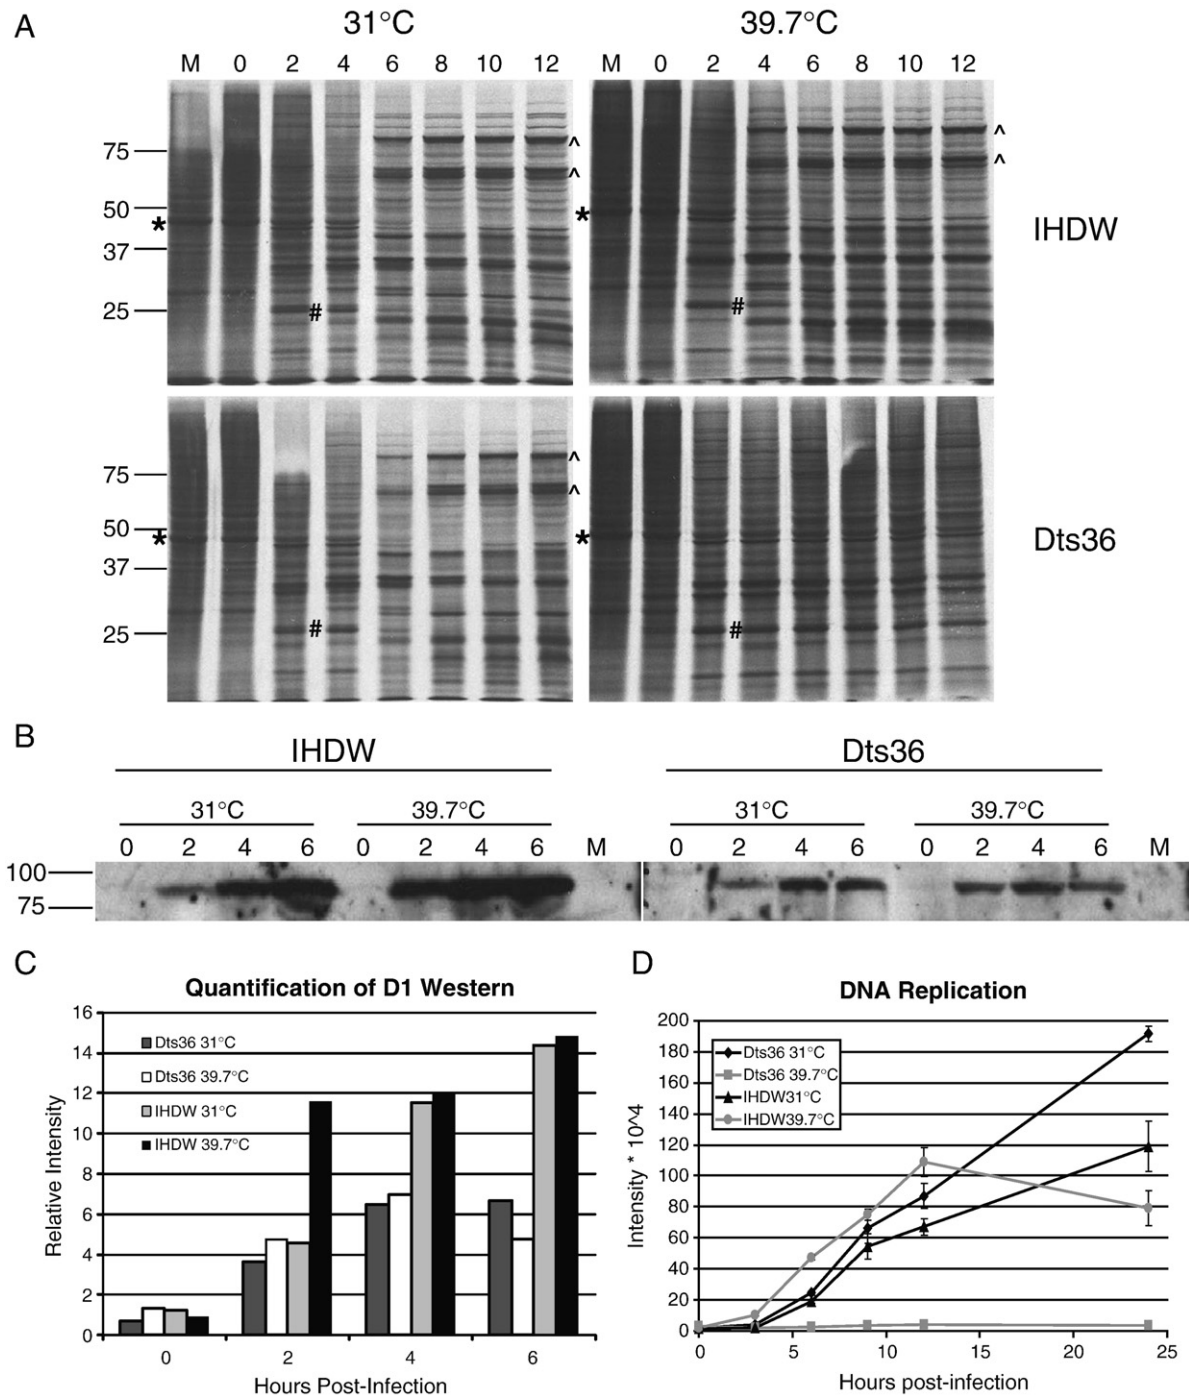 A
31°C
39.7°C
M 0 2 4 6 8 10 12
M 0 2 4 6 8 10 12
75
50
*
37
25
#
^
^
*
#
^
^
IHDW
75
50
*
37
25
#
^
^
*
#
Dts36
B
IHDW
Dts36
31°C
39.7°C
31°C
39.7°C
0 2 4 6 0 2 4 6 M
0 2 4 6 0 2 4 6 M
100
75
C
Quantification of D1 Western
16
14
12
10
8
6
4
2
0
Relative Intensity
Dts36 31°C
Dts36 39.7°C
IHDW 31°C
IHDW 39.7°C
0 2 4 6
Hours Post-Infection
D
DNA Replication
200
180
160
140
120
100
80
60
40
20
0
Intensity * 10^4
Dts36 31°C
Dts36 39.7°C
IHDW31°C
IHDW39.7°C
0 5 10 15 20 25
Hours post-infection